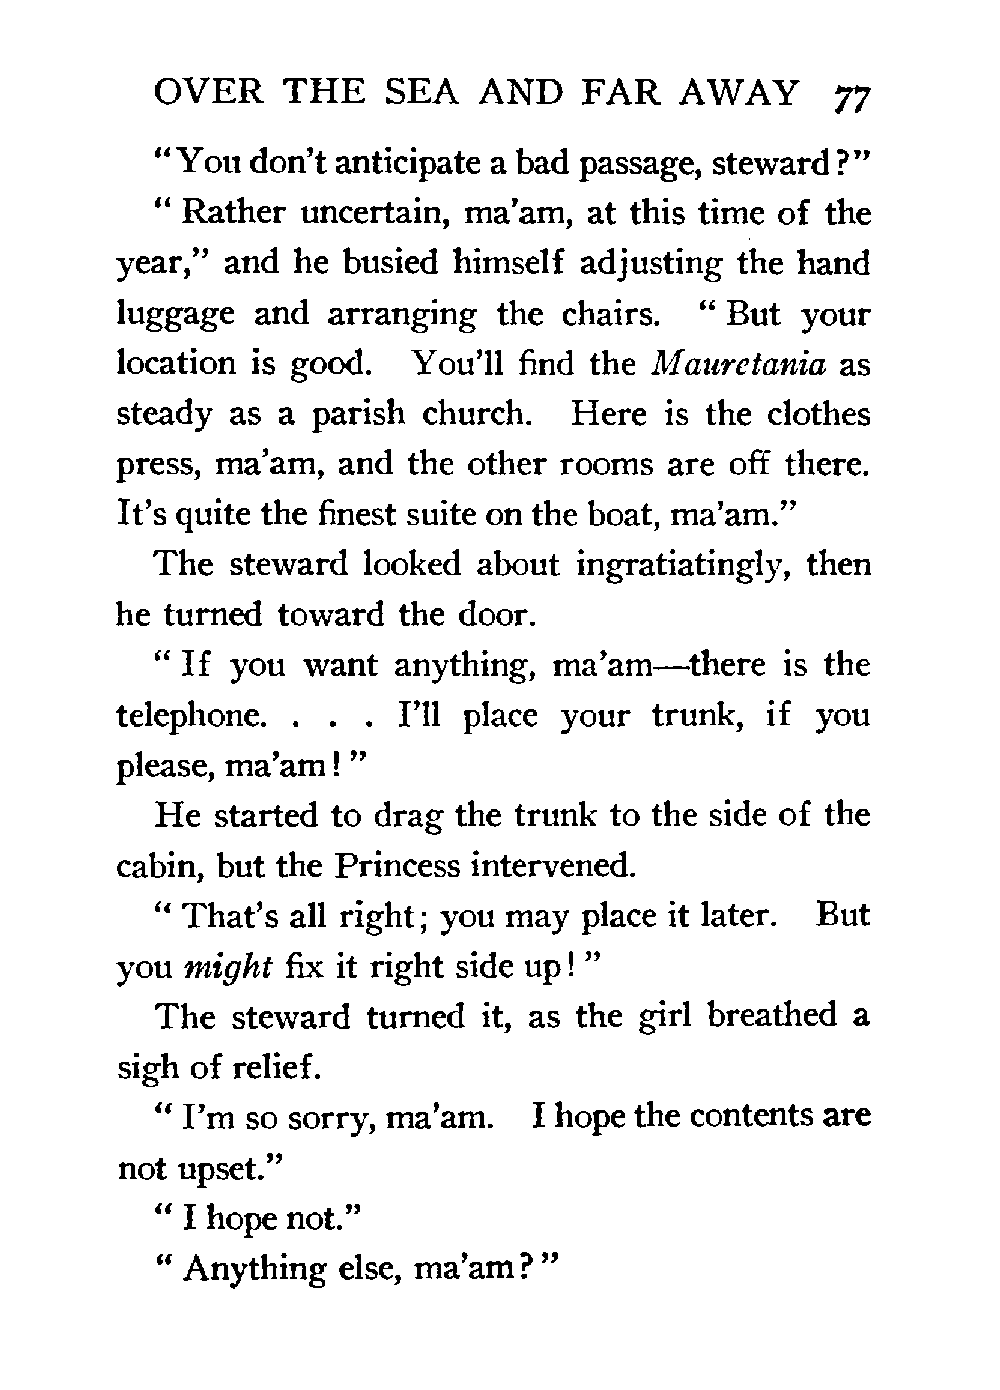 OVER THE SEA AND FAR AWAY 77
"You don't anticipate a bad passage, steward?"
" Rather uncertain, ma'am, at this time of the
year," and he busied himself adjusting the hand
luggage and arranging the chairs. " But your
location is good. You'll find the Mauretania as
steady as a parish church. Here is the clothes
press, ma'am, and the other rooms are off there.
It's quite the finest suite on the boat, ma'am."
The steward looked about ingratiatingly, then
he turned toward the door.
" If you want anything, ma'am—there is the
telephone. . . . I'll place your trunk, if you
please, ma'am! "
He started to drag the trunk to the side of the
cabin, but the Princess intervened.
" That's all right; you may place it later. But
you might fix it right side up! "
The steward turned it, as the girl breathed a
sigh of relief.
" I'm so sorry, ma'am. I hope the contents are
not upset."
" I hope not."
" Anything else, ma'am? "